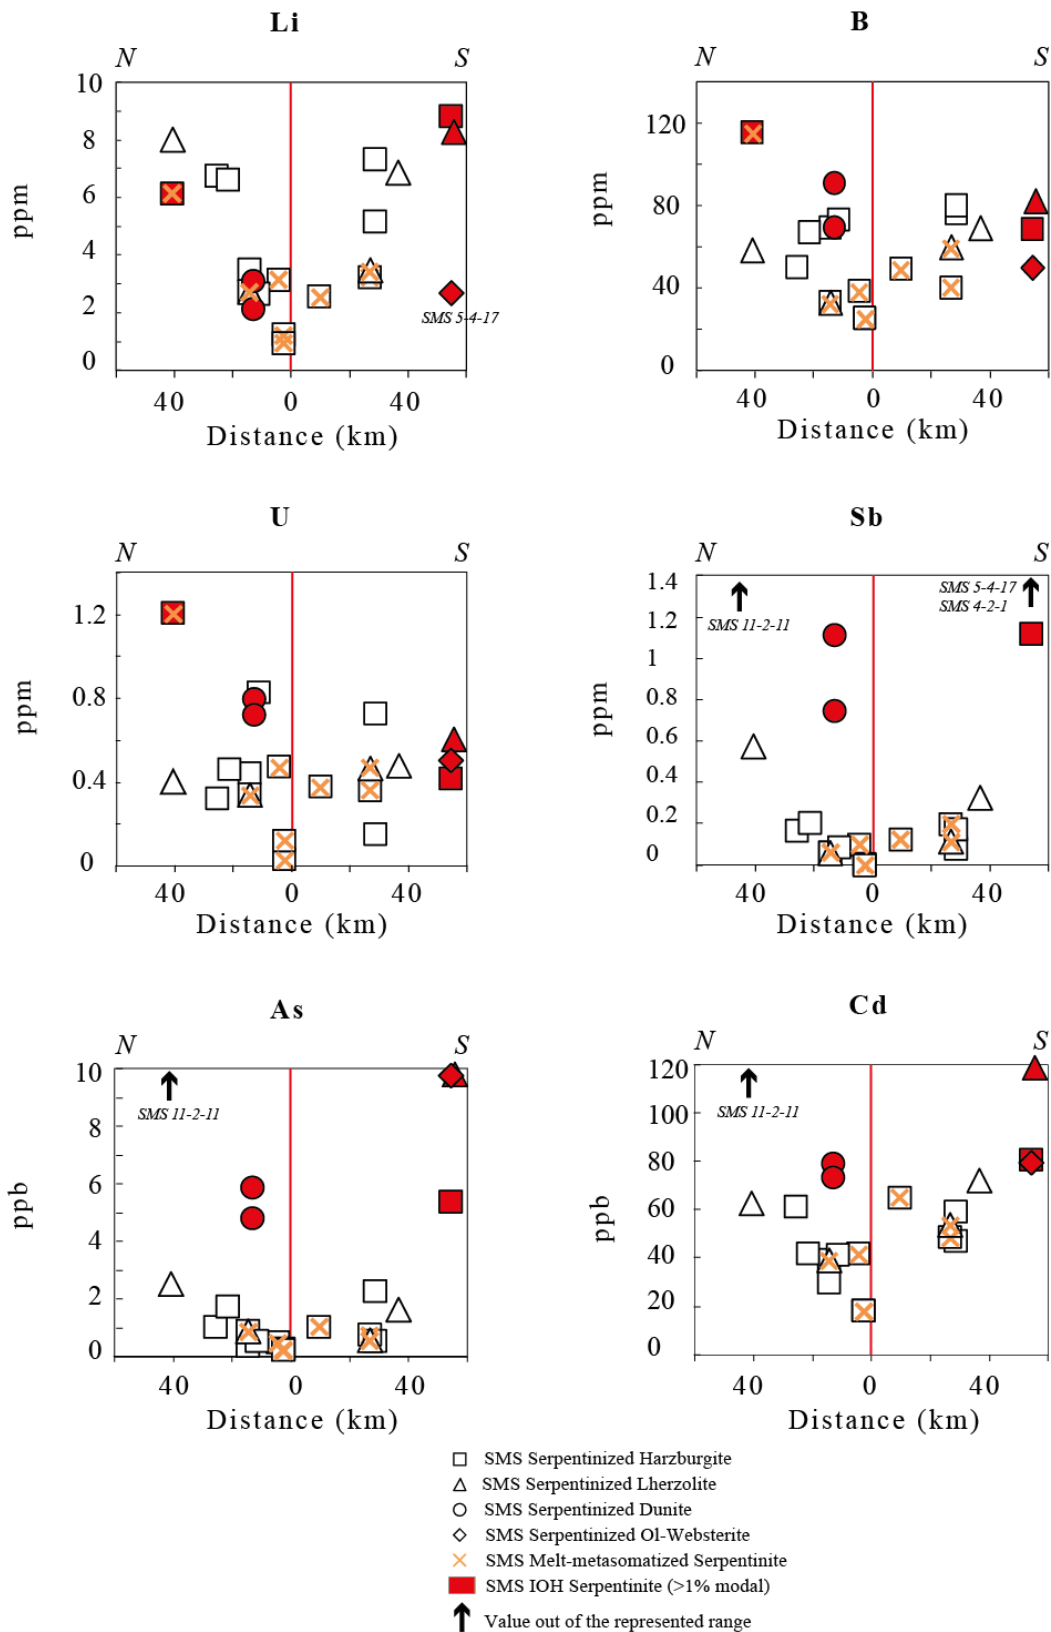 Li
B
N
S
N
S
10
8
6
4
2
0
ppm
SMS 5-4-17
40
0
40
Distance (km)
120
80
40
0
ppm
40
0
40
Distance (km)
U
Sb
N
S
N
S
1.2
0.8
0.4
0
ppm
40
0
40
Distance (km)
1.4
1.2
1
0.8
0.6
0.4
0.2
0
ppm
SMS 11-2-11
SMS 5-4-17
SMS 4-2-1
40
0
40
Distance (km)
As
Cd
N
S
N
S
10
8
6
4
2
0
ppb
SMS 11-2-11
40
0
40
Distance (km)
120
100
80
60
40
20
0
ppb
SMS 11-2-11
40
0
40
Distance (km)
SMS Serpentinized Harzburgite
SMS Serpentinized Lherzolite
SMS Serpentinized Dunite
SMS Serpentinized Ol-Websterite
SMS Melt-metasomatized Serpentinite
SMS IOH Serpentinite (>1% modal)
Value out of the represented range